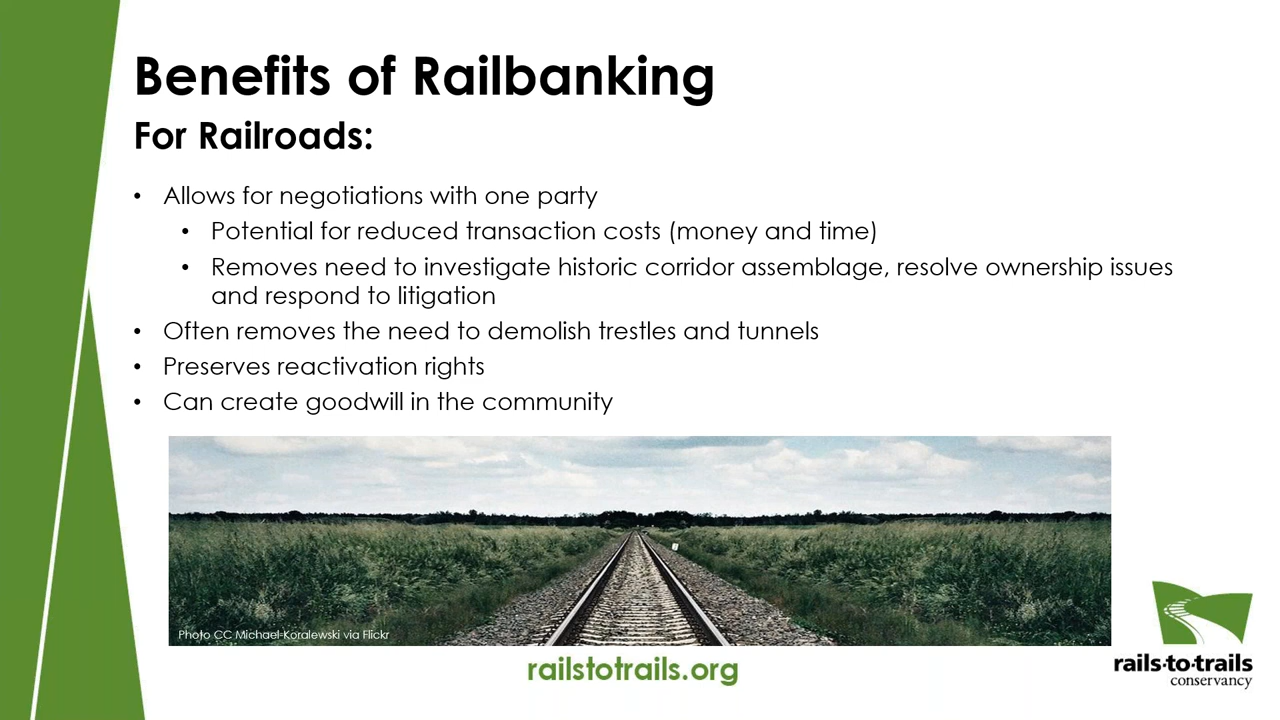 Benefits of Railbanking
For Railroads:
• Allows for negotiations with one party
• Potential for reduced transaction costs (money and time)
• Removes need to investigate historic corridor assemblage, resolve ownership issues
and respond to litigation
• Often removes the need to demolish trestles and tunnels
• Preserves reactivation rights
• Can create goodwill in the community
Photo CC Michael-Koralewski via Flickr
railstotrails.org
rails·to·trails
conservancy